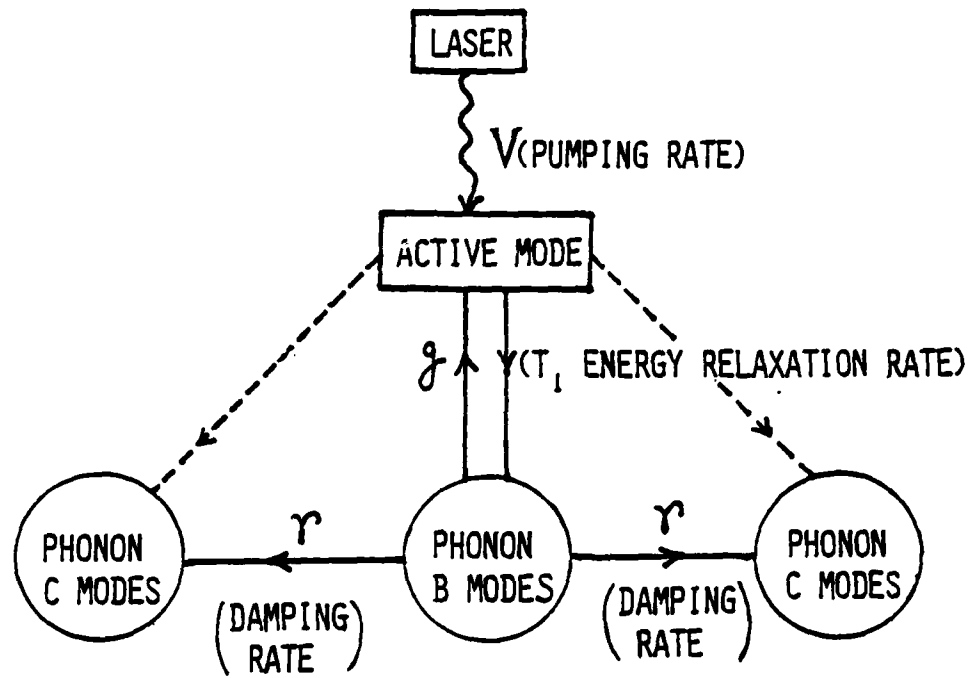 LASER
V(PUMPING RATE)
ACTIVE MODE
g
(T₁ ENERGY RELAXATION RATE)
γ
γ
PHONON
C MODES
PHONON
B MODES
PHONON
C MODES
(DAMPING
RATE)
(DAMPING
RATE)